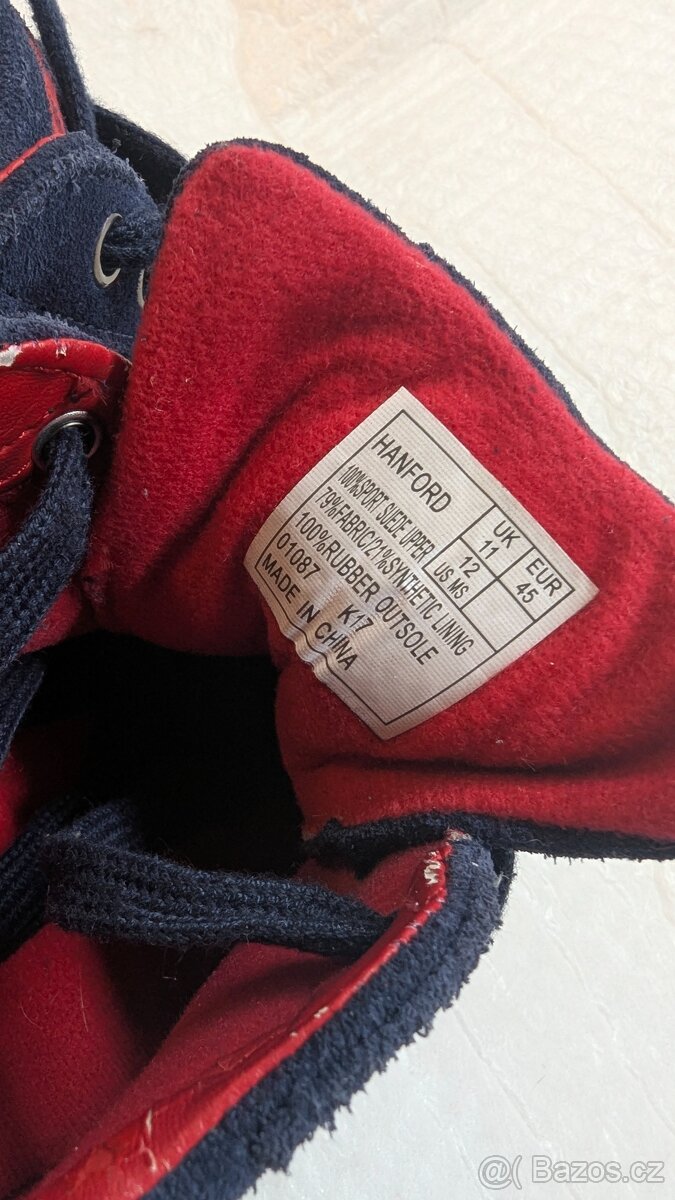 HANFORD
UK
11
EUR
45
US MS
12
100%SPORT SUEDE UPPER
79%FABRIC/21%SYNTHETIC LINING
100%RUBBER OUTSOLE
01087 K17
MADE IN CHINA
@( Bazos.cz